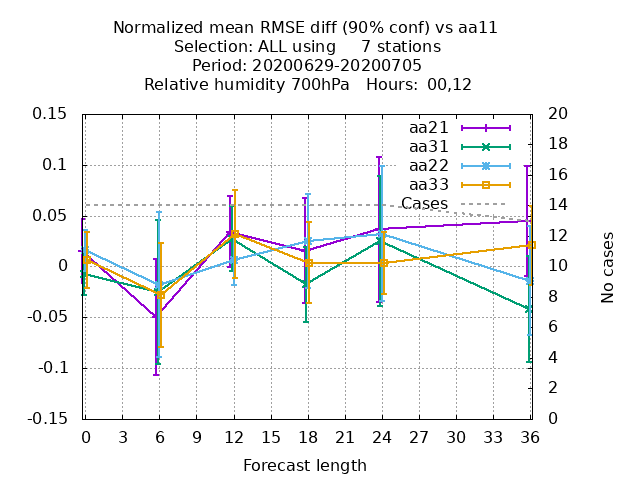 Normalized mean RMSE diff (90% conf) vs aa11
Selection: ALL using     7 stations
Period: 20200629-20200705
Relative humidity 700hPa   Hours:  00,12
0.15
0.1
0.05
0
-0.05
-0.1
-0.15
20
18
16
14
12
10
8
6
4
2
0
aa21
aa31
aa22
aa33
Cases
No cases
0 3 6 9 12 15 18 21 24 27 30 33 36
Forecast length